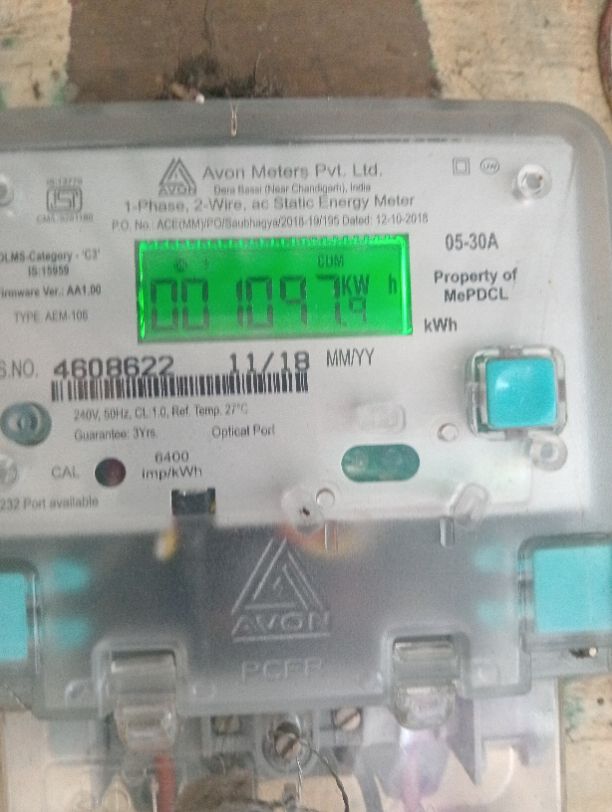 AVON
Avon Meters Pvt. Ltd.
Dera Bassi (Near Chandigarh), India
1-Phase, 2-Wire, ac Static Energy Meter
P.O. No. ACE(MM)/PO/Saubhagya/2018-19/195 Dated: 12-10-2018
DLMS-Category - 'C3'
IS:15959
Firmware Ver.: AA1.00
TYPE AEM-106
CUM
001097.9 KW h
05-30A
Property of
MePDCL
kWh
S.NO. 4608622 11/18 MM/YY
240V, 50Hz, CL 1.0, Ref. Temp. 27°C
Guarantee: 3Yrs. Optical Port
CAL
6400
imp/kWh
232 Port available
AVON